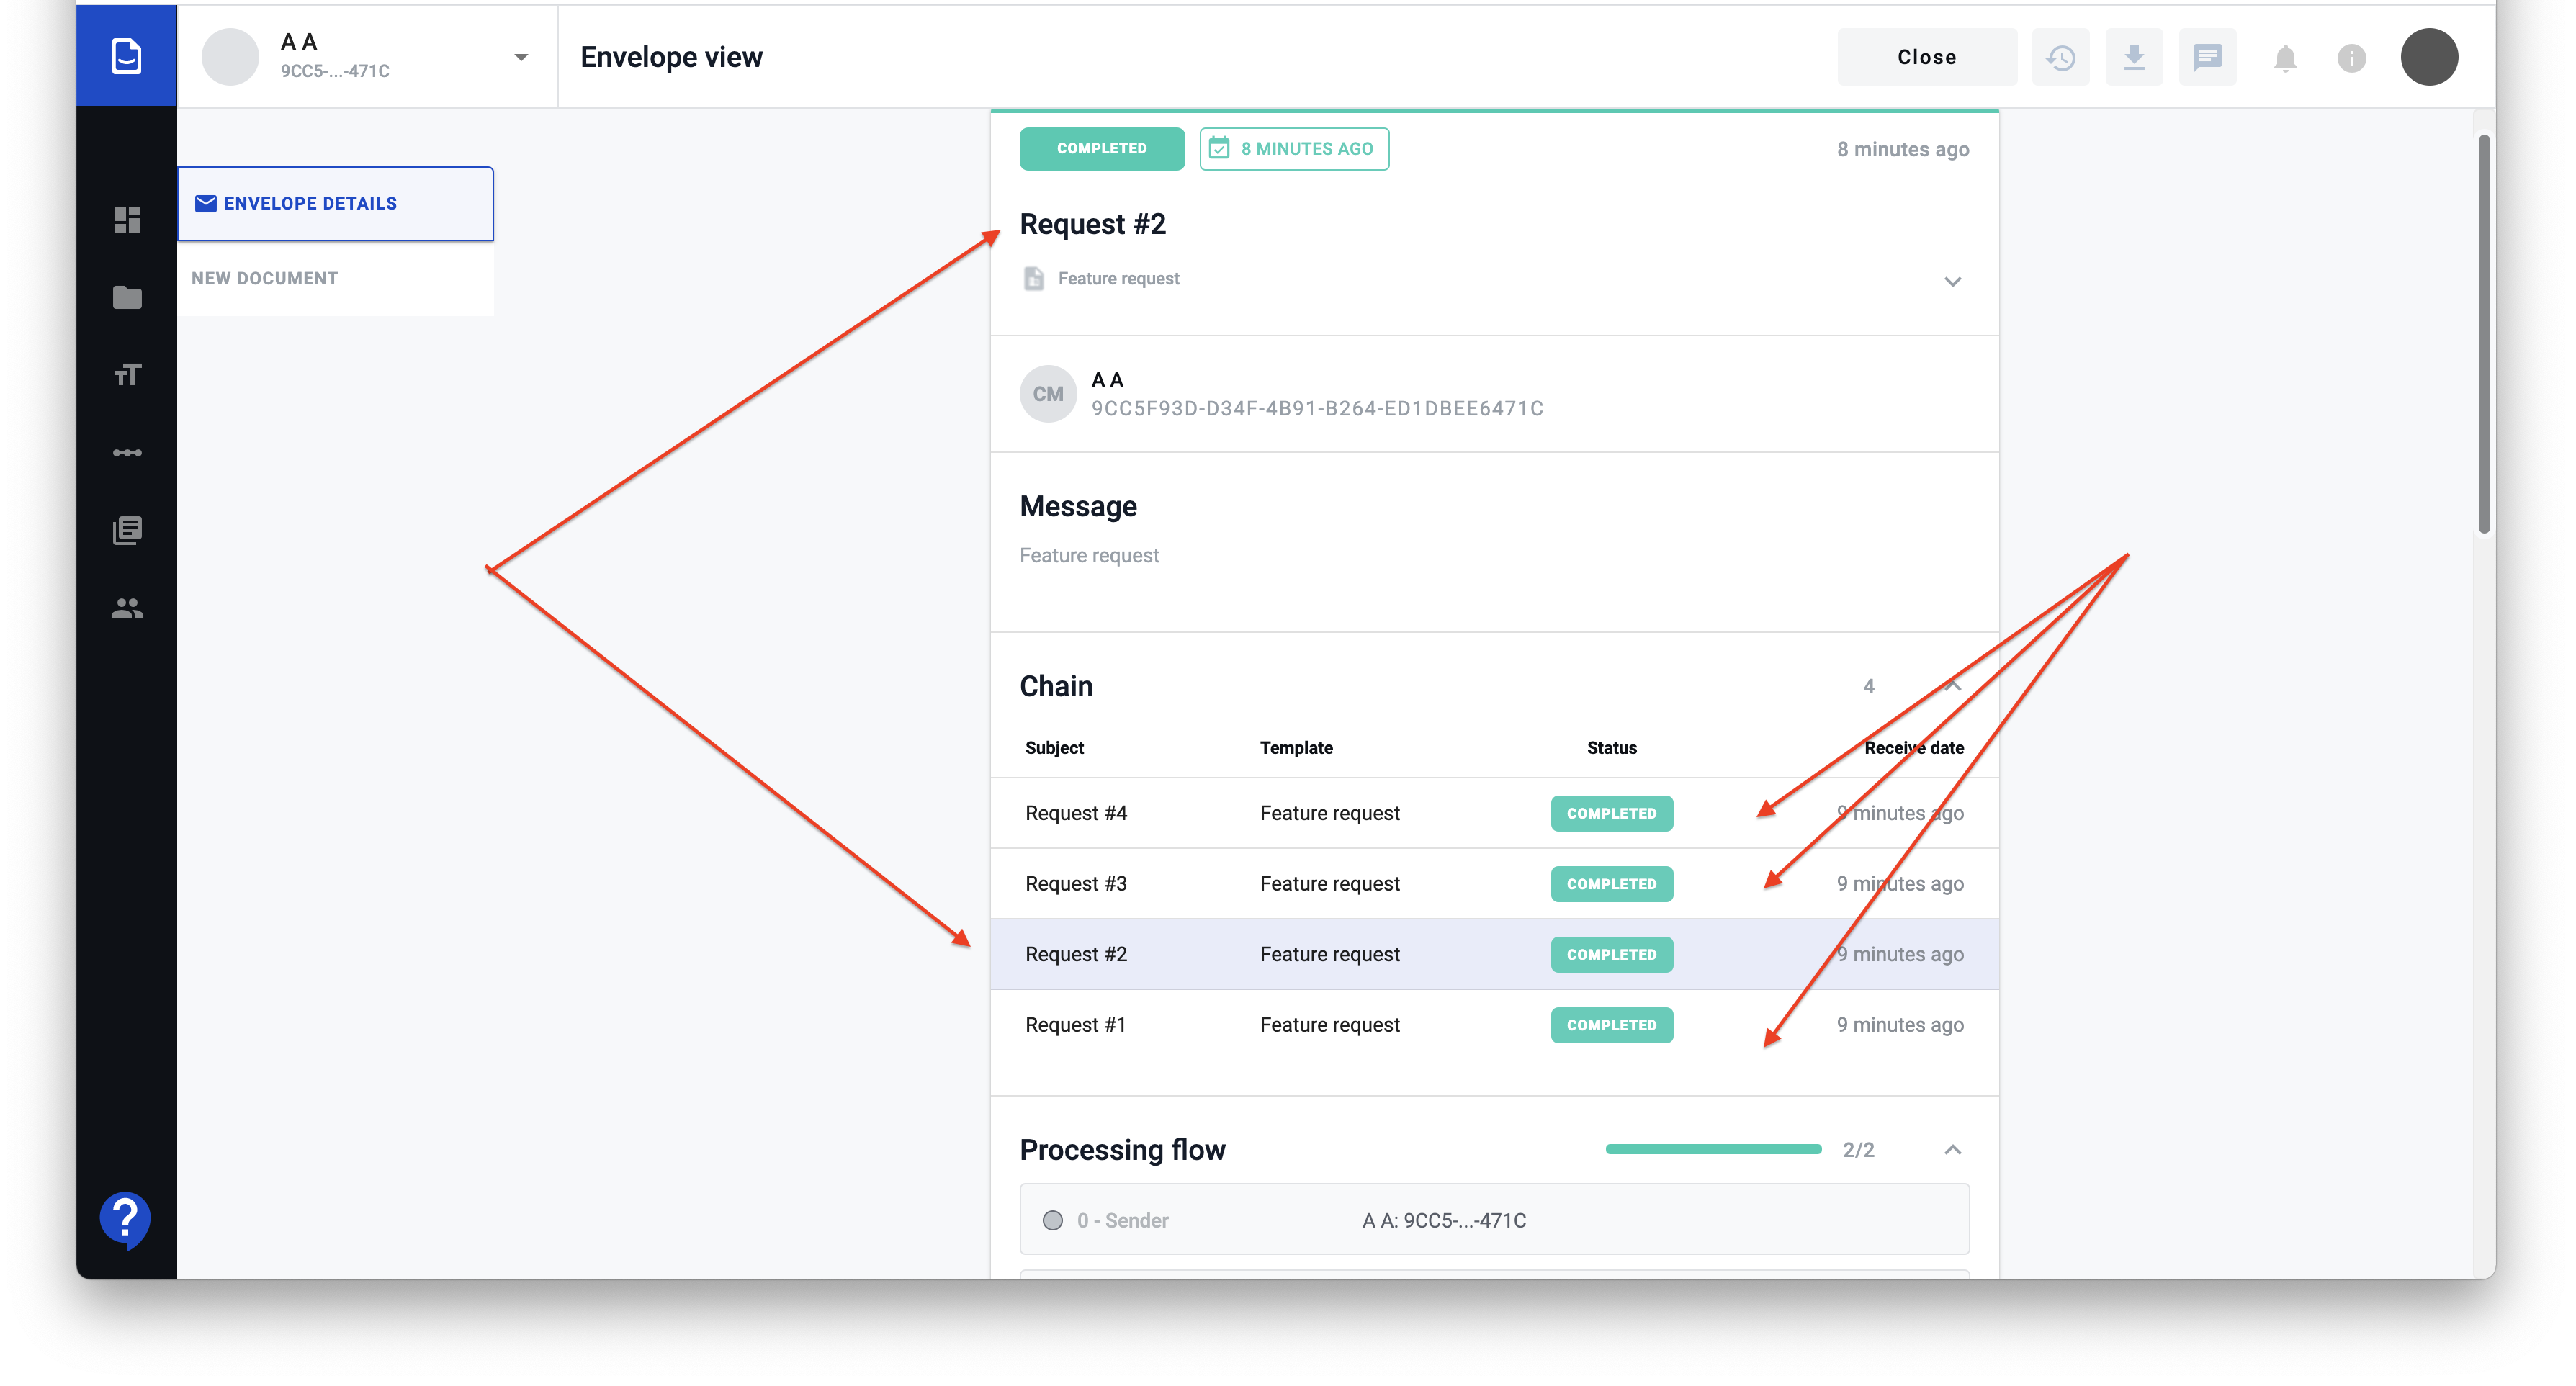 A A
9CC5-...-471C
Envelope view
Close
ENVELOPE DETAILS
NEW DOCUMENT
COMPLETED
8 MINUTES AGO
8 minutes ago
Request #2
Feature request
CM
A A
9CC5F93D-D34F-4B91-B264-ED1DBEE6471C
Message
Feature request
Chain
4
Subject Template Status Receive date
Request #4 Feature request COMPLETED 9 minutes ago
Request #3 Feature request COMPLETED 9 minutes ago
Request #2 Feature request COMPLETED 9 minutes ago
Request #1 Feature request COMPLETED 9 minutes ago
Processing flow
2/2
0 - Sender A A: 9CC5-...-471C
?